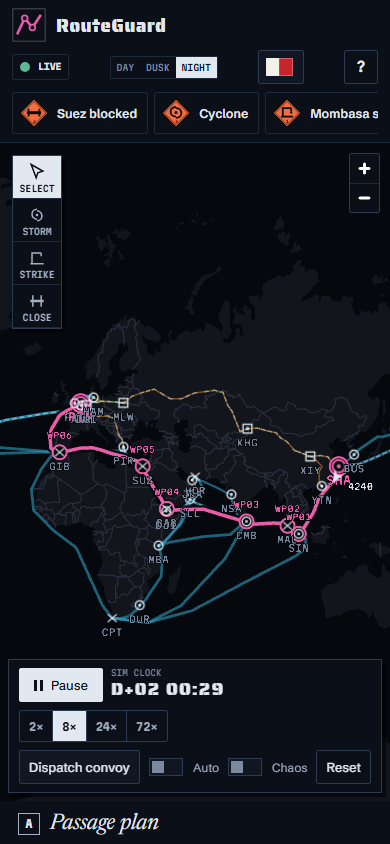 RouteGuard
LIVE
DAY DUSK NIGHT
?
Suez blocked
Cyclone
Mombasa s
SELECT
STORM
STRIKE
CLOSE
+
−
MLW
KHG
WP06
GIB
PIR
WP05
SUZ
XIY
BUS
SHA
4240
YTN
WP04
SLL
NSA
WP03
CMB
WP02
WP01
MAL
SIN
MBA
DUR
CPT
Pause
SIM CLOCK
D+02 00:29
2× 8× 24× 72×
Dispatch convoy
Auto
Chaos
Reset
A Passage plan